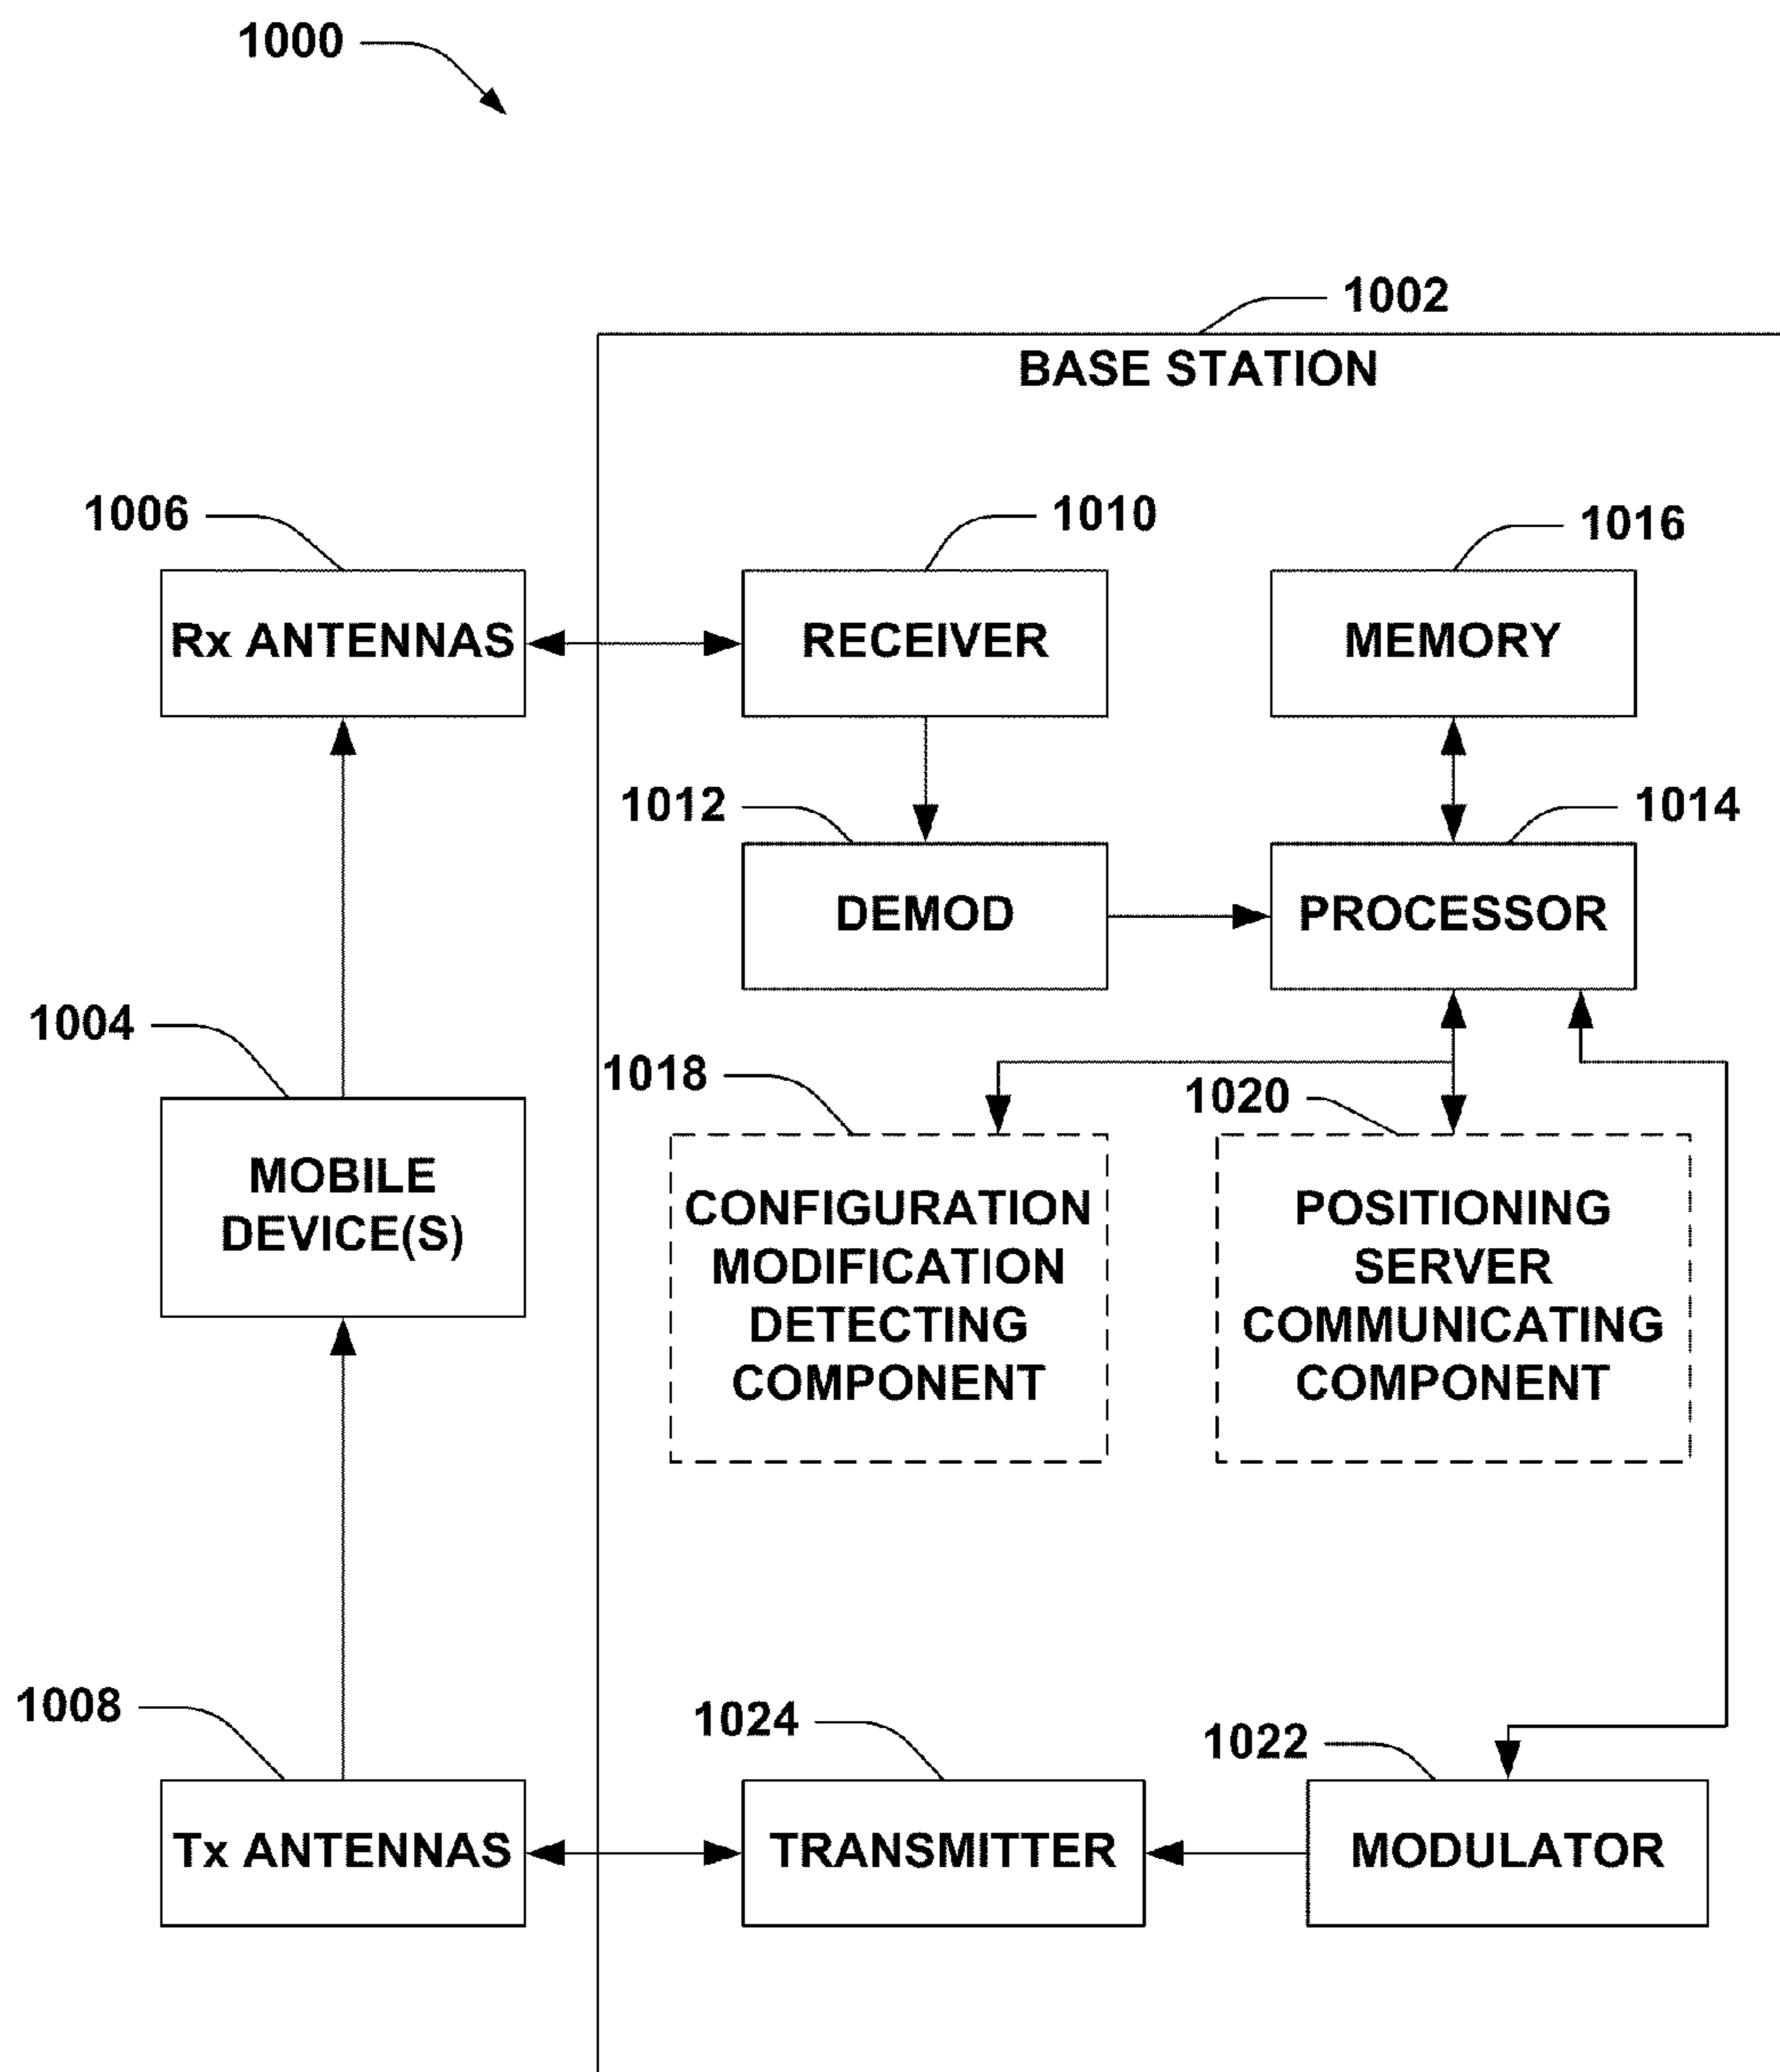 1000
1002
BASE STATION
1006
1010
1016
Rx ANTENNAS
RECEIVER
MEMORY
1012
1014
DEMOD
PROCESSOR
1004
1018
1020
MOBILE
DEVICE(S)
CONFIGURATION
MODIFICATION
DETECTING
COMPONENT
POSITIONING
SERVER
COMMUNICATING
COMPONENT
1008
1024
1022
Tx ANTENNAS
TRANSMITTER
MODULATOR